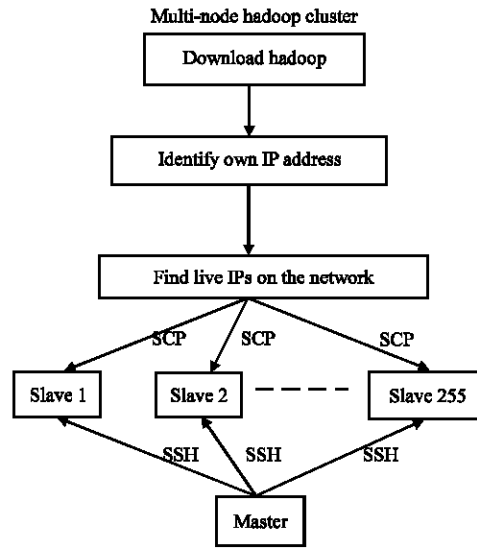 Multi-node hadoop cluster
Download hadoop
Identify own IP address
Find live IPs on the network
SCP
SCP
SCP
Slave 1
Slave 2
Slave 255
SSH
SSH
SSH
Master